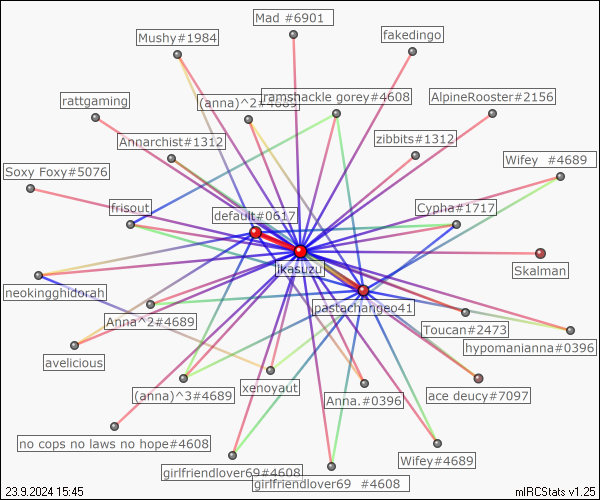 Mad #6901
Mushy#1984
fakedingo
rattgaming
(anna)^2#4689
ramshackle gorey#4608
AlpineRooster#2156
Annarchist#1312
zibbits#1312
Wifey #4689
Soxy Foxy#5076
frisout
default#0617
Cypha#1717
ikasuzu
Skalman
neokingghidorah
pastachangeo41
Anna^2#4689
Toucan#2473
hypomanianna#0396
avelicious
(anna)^3#4689
xenoyaut
Anna.#0396
ace deucy#7097
no cops no laws no hope#4608
girlfriendlover69#4608
girlfriendlover69 #4608
Wifey#4689
23.9.2024 15:45
mIRCStats v1.25